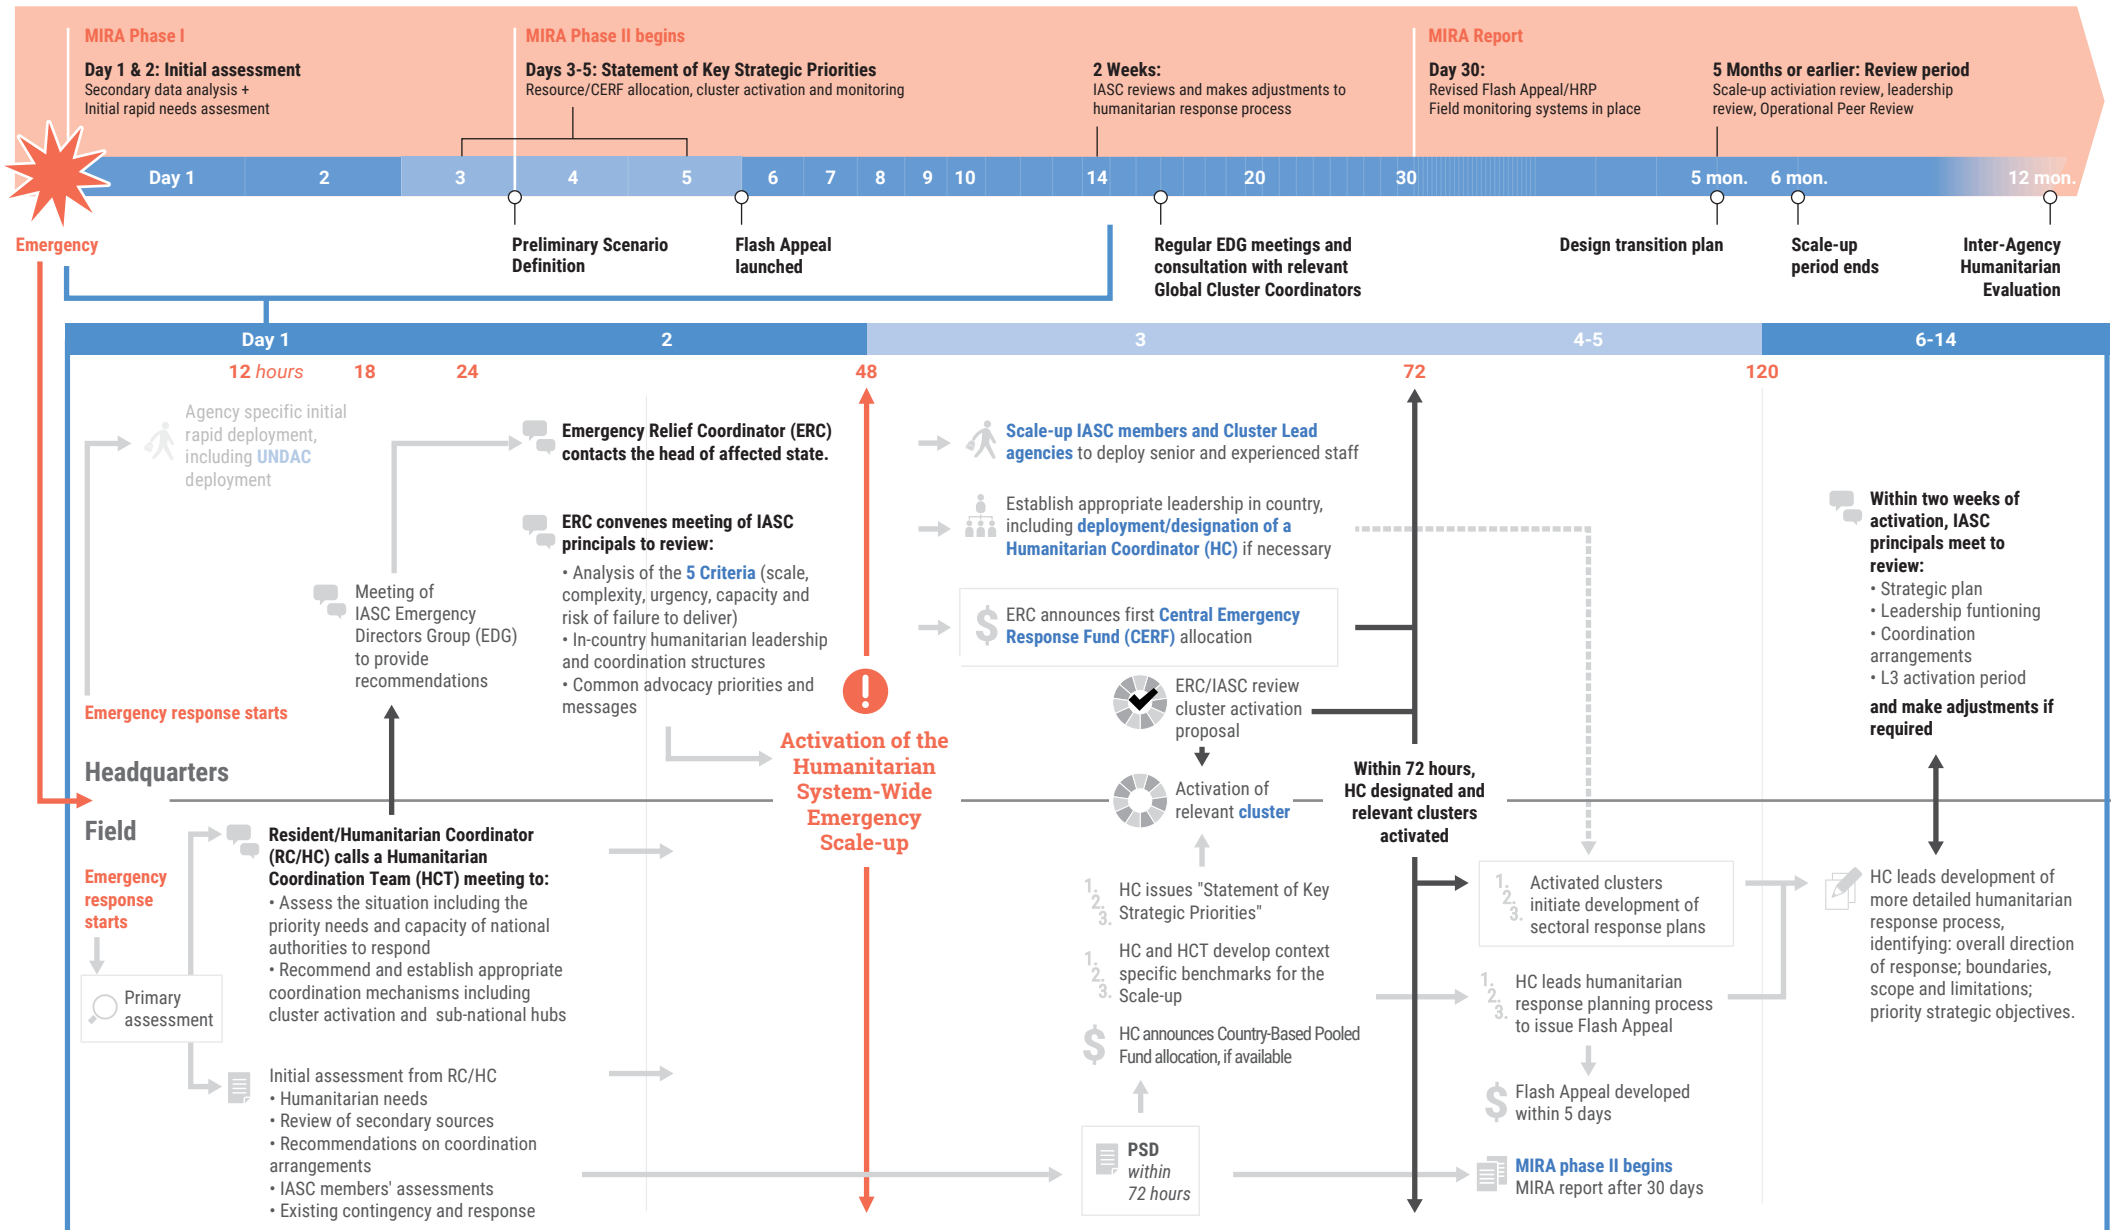 MIRA Phase I
Day 1 & 2: Initial assessment
Secondary data analysis +
Initial rapid needs assesment
MIRA Phase II begins
Days 3-5: Statement of Key Strategic Priorities
Resource/CERF allocation, cluster activation and monitoring
2 Weeks:
IASC reviews and makes adjustments to
humanitarian response process
MIRA Report
Day 30:
Revised Flash Appeal/HRP
Field monitoring systems in place
5 Months or earlier: Review period
Scale-up activiation review, leadership
review, Operational Peer Review
Day 1 2 3 4 5 6 7 8 9 10 14 20 30 5 mon. 6 mon. 12 mon.
Emergency
Preliminary Scenario
Definition
Flash Appeal
launched
Regular EDG meetings and
consultation with relevant
Global Cluster Coordinators
Design transition plan
Scale-up
period ends
Inter-Agency
Humanitarian
Evaluation
Day 1 2 3 4-5 6-14
12 hours 18 24 48 72 120
Agency specific initial
rapid deployment,
including UNDAC
deployment
Emergency response starts
Meeting of
IASC Emergency
Directors Group (EDG)
to provide
recommendations
Emergency Relief Coordinator (ERC)
contacts the head of affected state.
ERC convenes meeting of IASC
principals to review:
• Analysis of the 5 Criteria (scale,
complexity, urgency, capacity and
risk of failure to deliver)
• In-country humanitarian leadership
and coordination structures
• Common advocacy priorities and
messages
Activation of the
Humanitarian
System-Wide
Emergency
Scale-up
Scale-up IASC members and Cluster Lead
agencies to deploy senior and experienced staff
Establish appropriate leadership in country,
including deployment/designation of a
Humanitarian Coordinator (HC) if necessary
$ ERC announces first Central Emergency
Response Fund (CERF) allocation
ERC/IASC review
cluster activation
proposal
Activation of
relevant cluster
Within 72 hours,
HC designated and
relevant clusters
activated
Within two weeks of
activation, IASC
principals meet to
review:
• Strategic plan
• Leadership funtioning
• Coordination
arrangements
• L3 activation period
and make adjustments if
required
Headquarters
Field
Emergency
response
starts
Primary
assessment
Resident/Humanitarian Coordinator
(RC/HC) calls a Humanitarian
Coordination Team (HCT) meeting to:
• Assess the situation including the
priority needs and capacity of national
authorities to respond
• Recommend and establish appropriate
coordination mechanisms including
cluster activation and sub-national hubs
Initial assessment from RC/HC
• Humanitarian needs
• Review of secondary sources
• Recommendations on coordination
arrangements
• IASC members' assessments
• Existing contingency and response
1. 2. 3. HC issues "Statement of Key
Strategic Priorities"
1. 2. 3. HC and HCT develop context
specific benchmarks for the
Scale-up
$ HC announces Country-Based Pooled
Fund allocation, if available
PSD
within
72 hours
1. 2. 3. Activated clusters
initiate development of
sectoral response plans
1. 2. 3. HC leads humanitarian
response planning process
to issue Flash Appeal
$ Flash Appeal developed
within 5 days
MIRA phase II begins
MIRA report after 30 days
HC leads development of
more detailed humanitarian
response process,
identifying: overall direction
of response; boundaries,
scope and limitations;
priority strategic objectives.